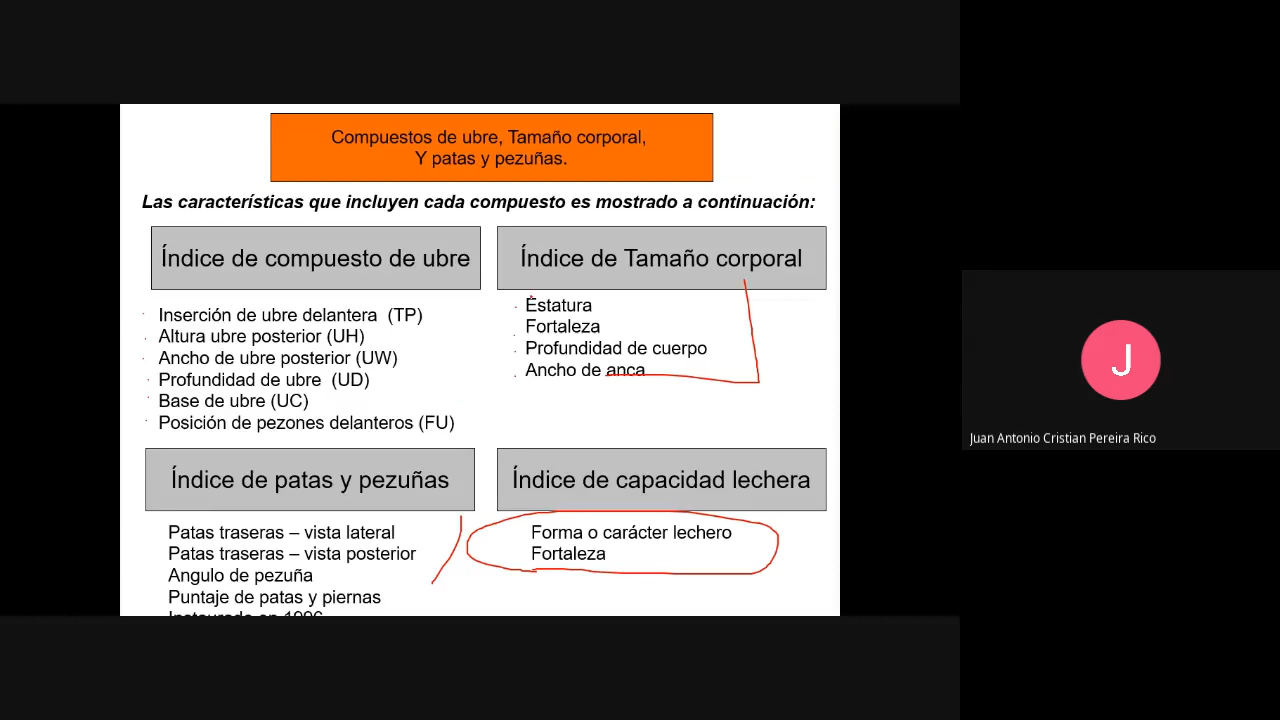 Compuestos de ubre, Tamaño corporal,
Y patas y pezuñas.
Las características que incluyen cada compuesto es mostrado a continuación:
Índice de compuesto de ubre
Inserción de ubre delantera (TP)
Altura ubre posterior (UH)
Ancho de ubre posterior (UW)
Profundidad de ubre (UD)
Base de ubre (UC)
Posición de pezones delanteros (FU)
Índice de Tamaño corporal
Estatura
Fortaleza
Profundidad de cuerpo
Ancho de anca
Índice de patas y pezuñas
Patas traseras – vista lateral
Patas traseras – vista posterior
Angulo de pezuña
Puntaje de patas y piernas
Instaurado en 1996
Índice de capacidad lechera
Forma o carácter lechero
Fortaleza
J
Juan Antonio Cristian Pereira Rico